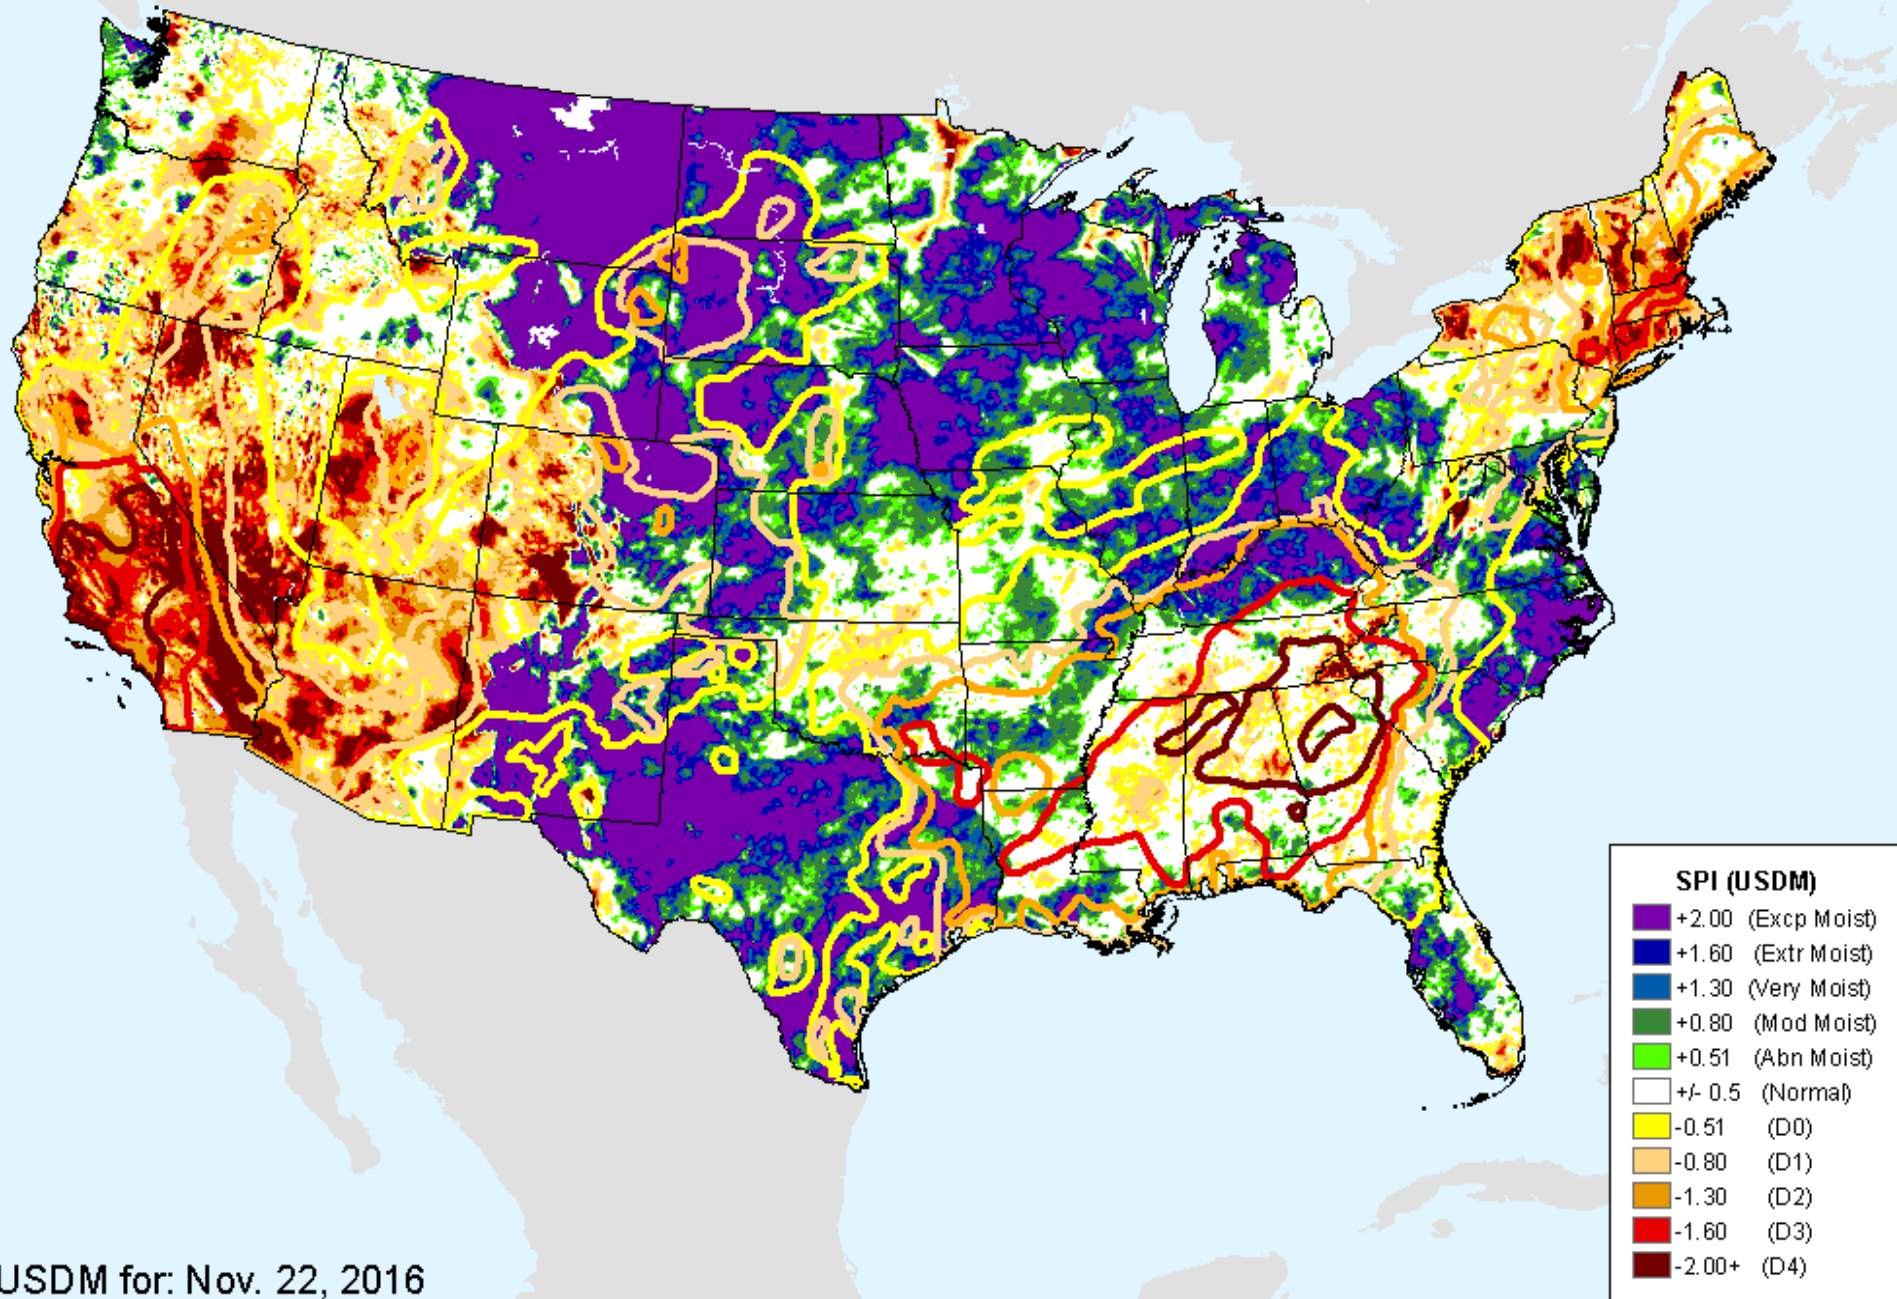 SPI (USDM)
+2.00 (Excp Moist)
+1.60 (Extr Moist)
+1.30 (Very Moist)
+0.80 (Mod Moist)
+0.51 (Abn Moist)
+/- 0.5 (Normal)
-0.51 (D0)
-0.80 (D1)
-1.30 (D2)
-1.60 (D3)
-2.00+ (D4)
USDM for: Nov. 22, 2016